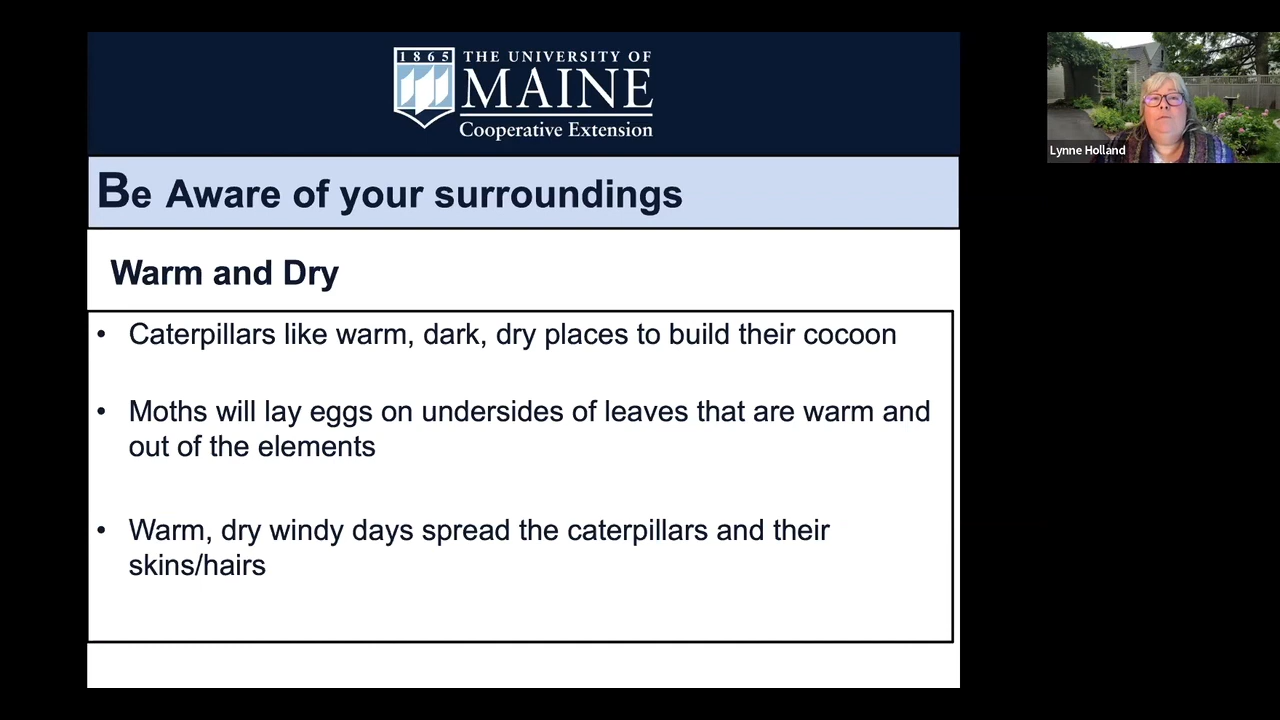 1865
THE UNIVERSITY OF
MAINE
Cooperative Extension
Lynne Holland
Be Aware of your surroundings
Warm and Dry
• Caterpillars like warm, dark, dry places to build their cocoon
• Moths will lay eggs on undersides of leaves that are warm and
out of the elements
• Warm, dry windy days spread the caterpillars and their
skins/hairs